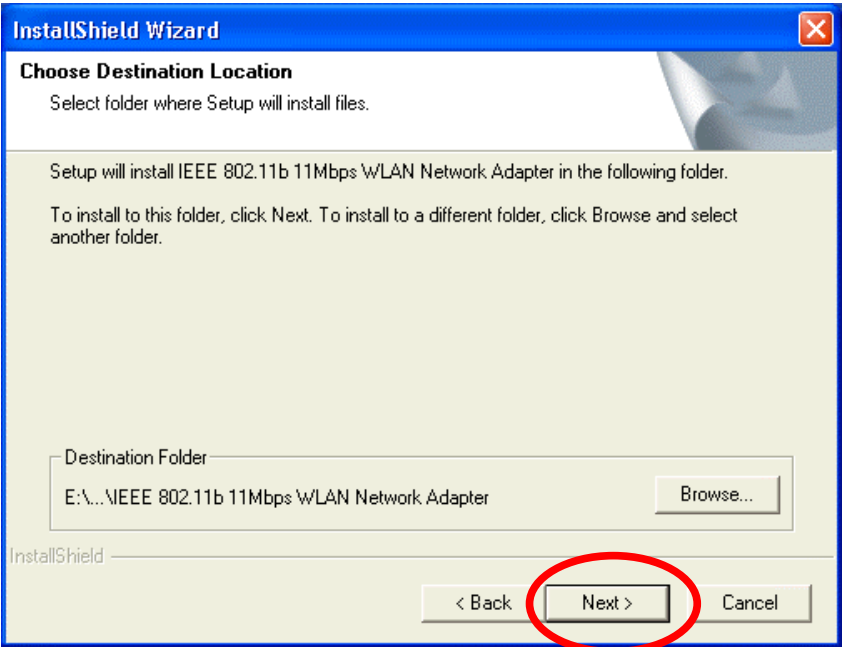 InstallShield Wizard
Choose Destination Location
Select folder where Setup will install files.
Setup will install IEEE 802.11b 11Mbps WLAN Network Adapter in the following folder.
To install to this folder, click Next. To install to a different folder, click Browse and select
another folder.
Destination Folder
E:\...\IEEE 802.11b 11Mbps WLAN Network Adapter
Browse...
InstallShield
< Back
Next >
Cancel